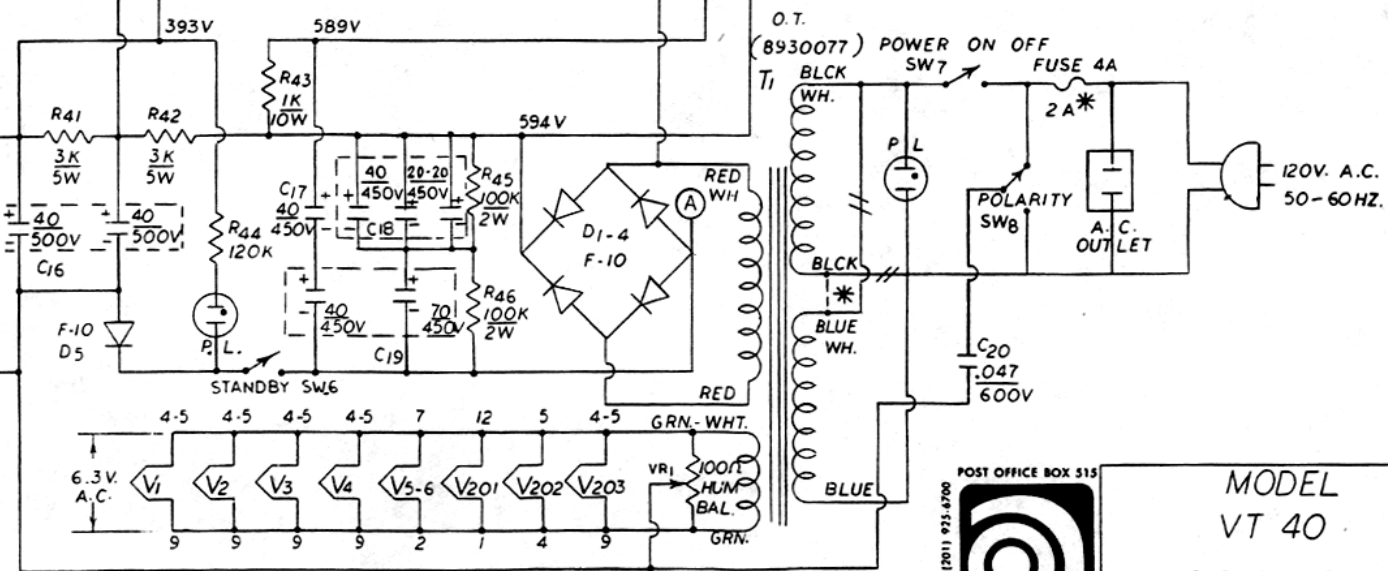 393V
589V
O.T.
(8930077)
POWER ON OFF
SW7
FUSE 4A
2A*
T1
BLCK
WH.
R43
1K
10W
R41
3K
5W
R42
3K
5W
594V
RED
WH
P L
120V. A.C.
50-60HZ.
POLARITY
SW8
A. C.
OUTLET
40
500V
40
500V
C16
R44
120K
C17
40
450V
40
450V
20-20
450V
C18
R45
100K
2W
D1-4
F-10
A
BLCK
*
BLUE
WH.
F-10
D5
P. L.
STANDBY SW6
40
450V
70
450V
C19
R46
100K
2W
RED
C20
.047
600V
4-5
4-5
4-5
4-5
7
12
5
4-5
GRN.-WHT.
6.3V.
A.C.
V1
V2
V3
V4
V5-6
V201
V202
V203
VR1
100Ω
HUM
BAL.
BLUE
9
9
9
9
2
1
4
9
GRN.
POST OFFICE BOX 515
(201) 925-6700
MODEL
VT 40